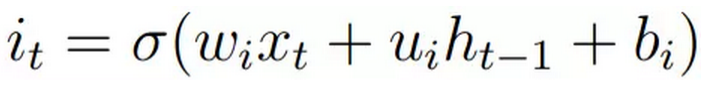 i_t = σ(w_i x_t + u_i h_{t−1} + b_i)